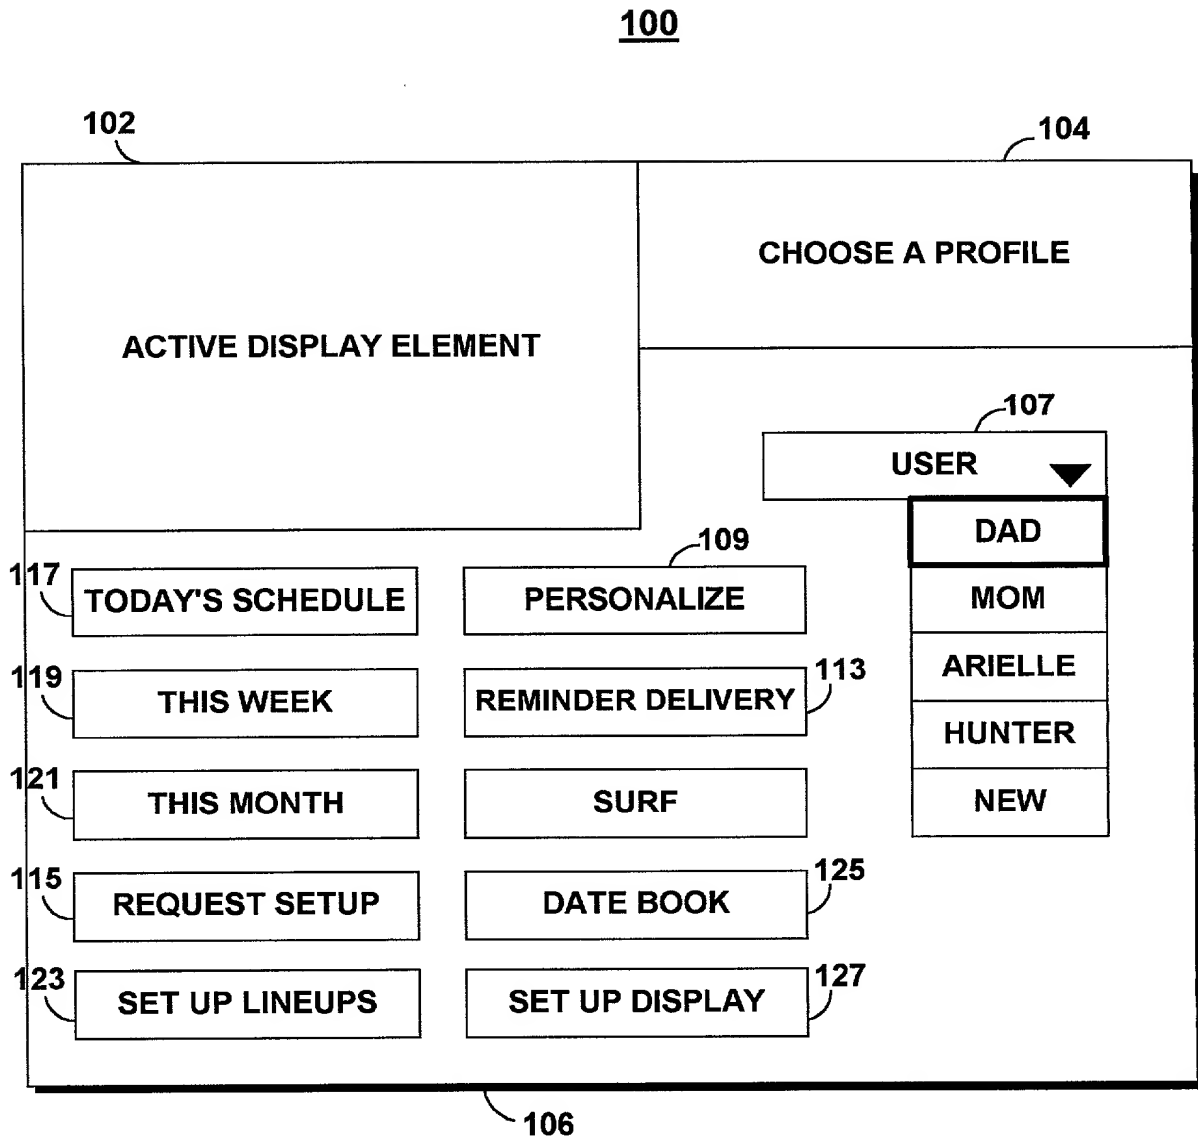 100
102
104
CHOOSE A PROFILE
ACTIVE DISPLAY ELEMENT
107
USER
DAD
109
117
TODAY'S SCHEDULE
PERSONALIZE
MOM
119
THIS WEEK
REMINDER DELIVERY
113
ARIELLE
HUNTER
121
THIS MONTH
SURF
NEW
115
REQUEST SETUP
DATE BOOK
125
123
SET UP LINEUPS
SET UP DISPLAY
127
106